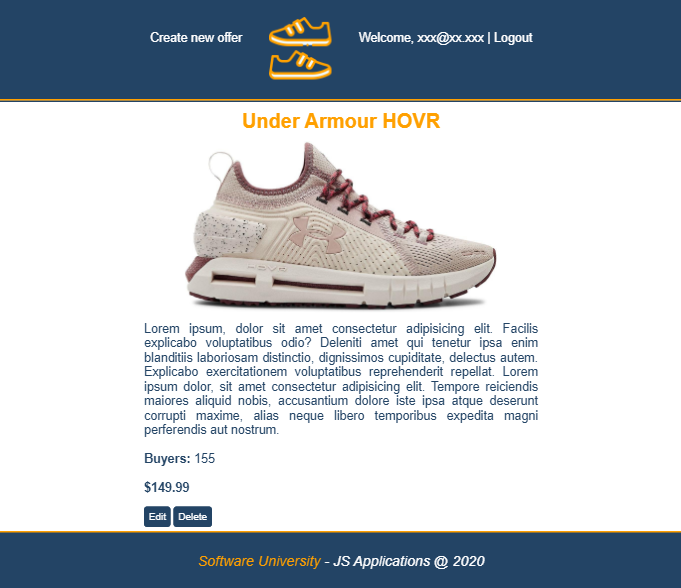 Create new offer
Welcome, xxx@xx.xxx | Logout
Under Armour HOVR
HOVR
Lorem ipsum, dolor sit amet consectetur adipisicing elit. Facilis
explicabo voluptatibus odio? Deleniti amet qui tenetur ipsa enim
blanditiis laboriosam distinctio, dignissimos cupiditate, delectus autem.
Explicabo exercitationem voluptatibus reprehenderit repellat. Lorem
ipsum dolor, sit amet consectetur adipisicing elit. Tempore reiciendis
maiores aliquid nobis, accusantium dolore iste ipsa atque deserunt
corrupti maxime, alias neque libero temporibus expedita magni
perferendis aut nostrum.
Buyers: 155
$149.99
Edit Delete
Software University - JS Applications @ 2020